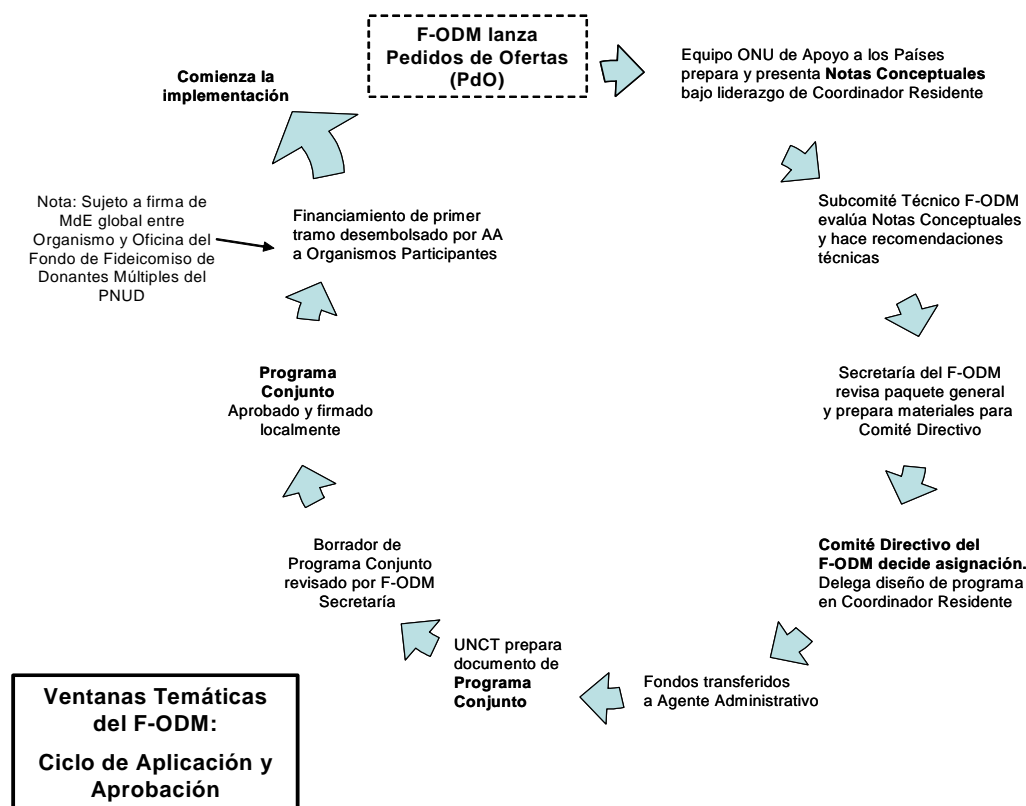 F-ODM lanza
Pedidos de Ofertas
(PdO)
Equipo ONU de Apoyo a los Países
prepara y presenta Notas Conceptuales
bajo liderazgo de Coordinador Residente
Subcomité Técnico F-ODM
evalúa Notas Conceptuales
y hace recomendaciones
técnicas
Secretaría del F-ODM
revisa paquete general
y prepara materiales para
Comité Directivo
Comité Directivo del
F-ODM decide asignación.
Delega diseño de programa
en Coordinador Residente
Fondos transferidos
a Agente Administrativo
UNCT prepara
documento de
Programa
Conjunto
Borrador de
Programa Conjunto
revisado por F-ODM
Secretaría
Programa
Conjunto
Aprobado y firmado
localmente
Financiamiento de primer
tramo desembolsado por AA
a Organismos Participantes
Nota: Sujeto a firma de
MdE global entre
Organismo y Oficina del
Fondo de Fideicomiso de
Donantes Múltiples del
PNUD
Comienza la
implementación
Ventanas Temáticas
del F-ODM:
Ciclo de Aplicación y
Aprobación